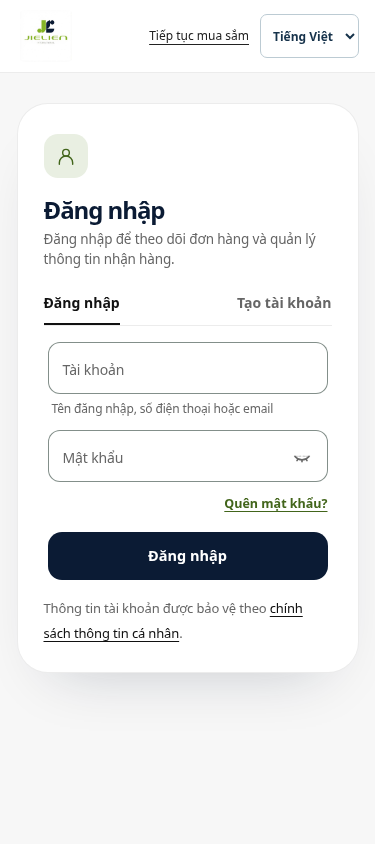 JIELIEN
Tiếp tục mua sắm
Tiếng Việt
Đăng nhập
Đăng nhập để theo dõi đơn hàng và quản lý
thông tin nhận hàng.
Đăng nhập
Tạo tài khoản
Tài khoản
Tên đăng nhập, số điện thoại hoặc email
Mật khẩu
Quên mật khẩu?
Đăng nhập
Thông tin tài khoản được bảo vệ theo chính
sách thông tin cá nhân.